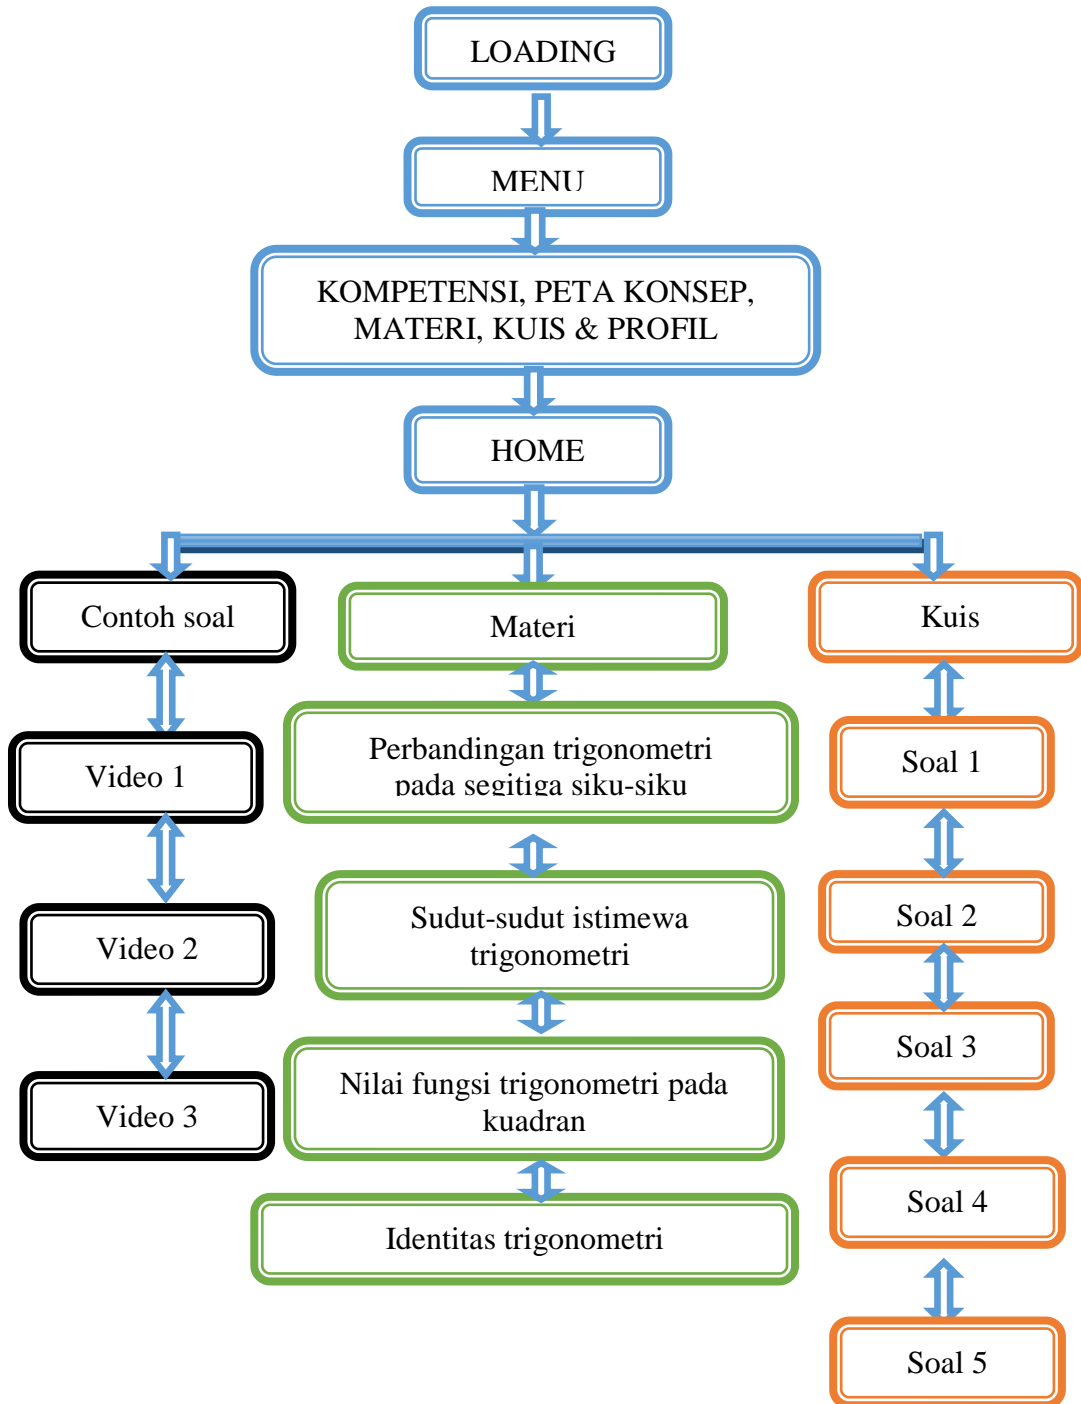 LOADING
MENU
KOMPETENSI, PETA KONSEP,
MATERI, KUIS & PROFIL
HOME
Contoh soal
Video 1
Video 2
Video 3
Materi
Perbandingan trigonometri
pada segitiga siku-siku
Sudut-sudut istimewa
trigonometri
Nilai fungsi trigonometri pada
kuadran
Identitas trigonometri
Kuis
Soal 1
Soal 2
Soal 3
Soal 4
Soal 5